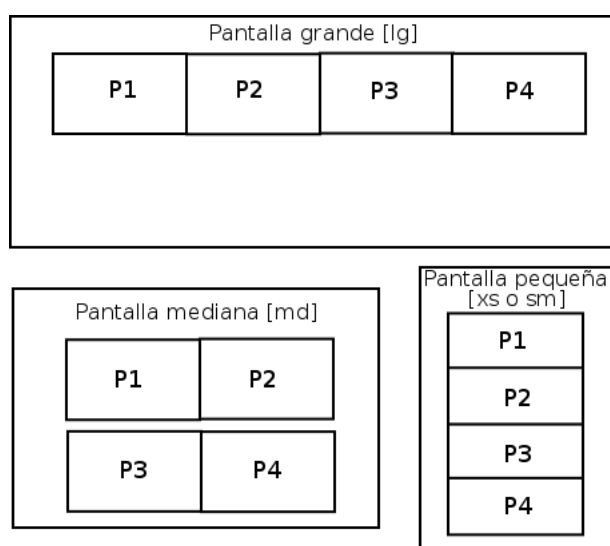 Pantalla grande [lg]
P1 P2 P3 P4
Pantalla mediana [md]
P1 P2
P3 P4
Pantalla pequeña
[xs o sm]
P1
P2
P3
P4